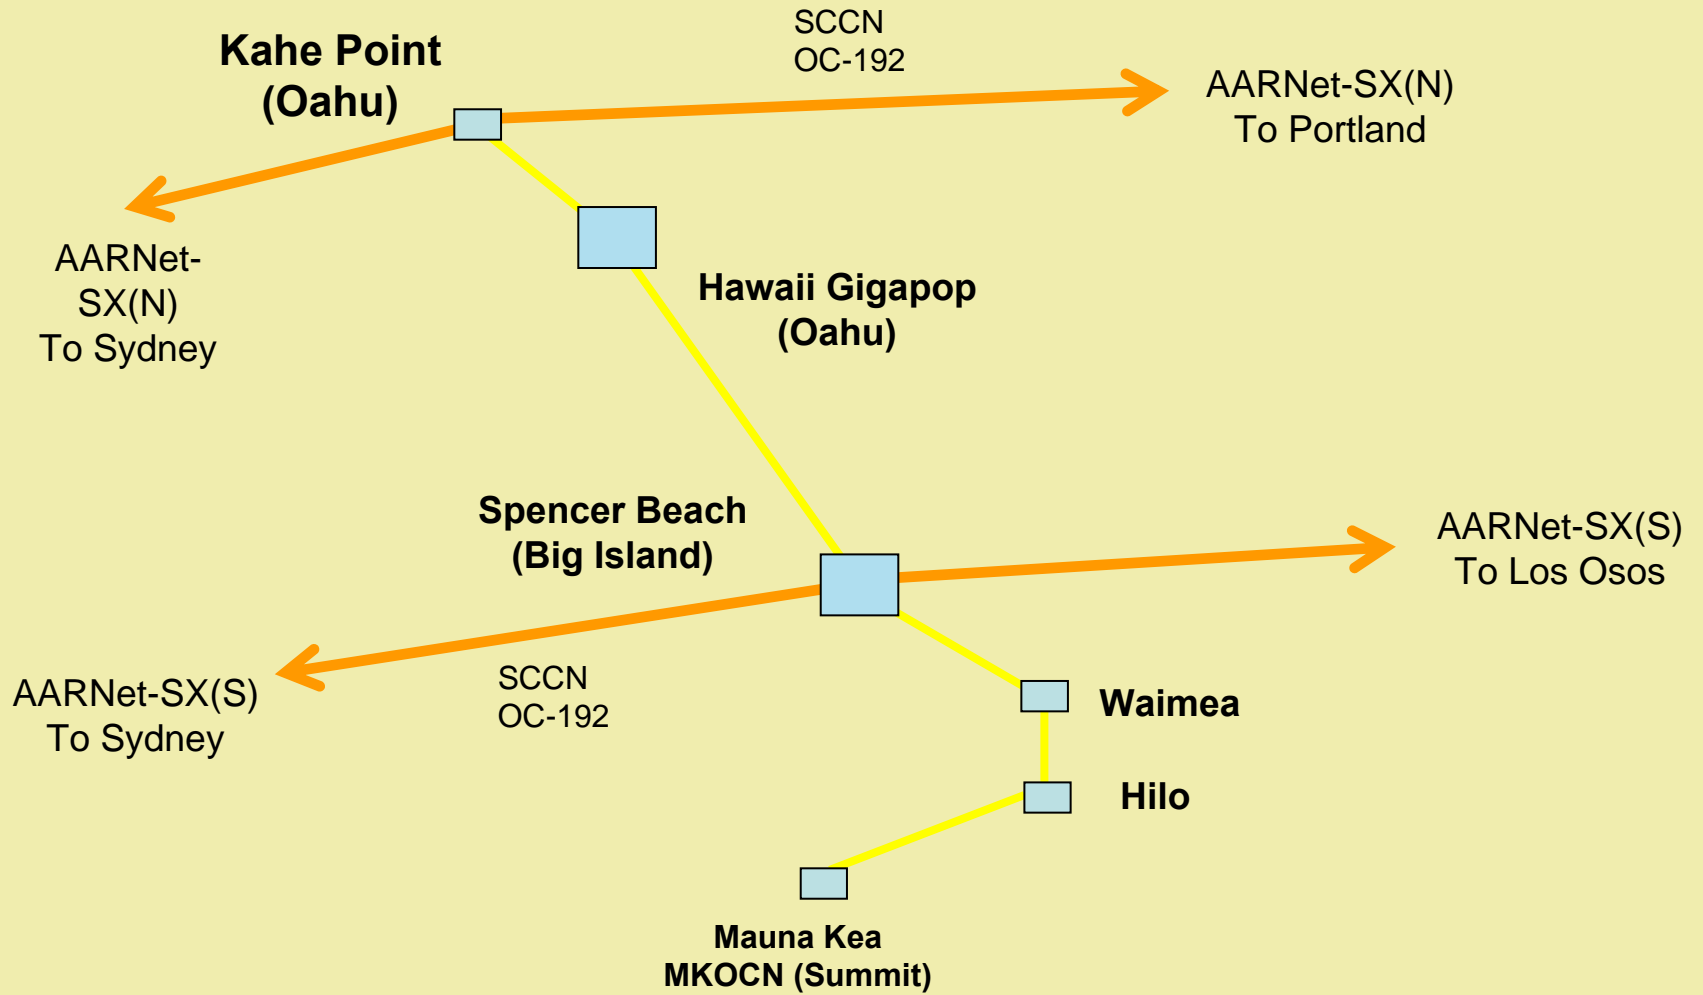 SCCN
OC-192
Kahe Point
(Oahu)
AARNet-SX(N)
To Portland
AARNet-
SX(N)
To Sydney
Hawaii Gigapop
(Oahu)
Spencer Beach
(Big Island)
AARNet-SX(S)
To Los Osos
AARNet-SX(S)
To Sydney
SCCN
OC-192
Waimea
Hilo
Mauna Kea
MKOCN (Summit)